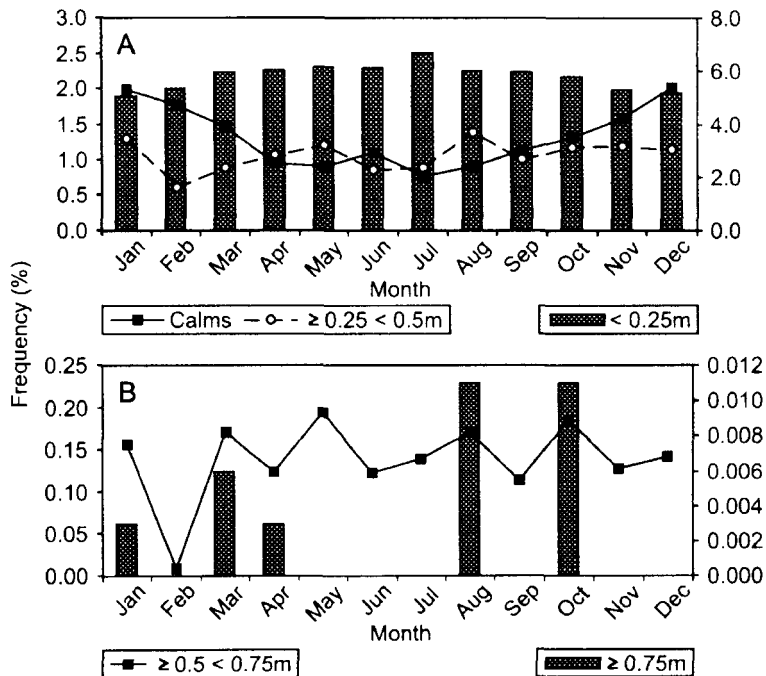 A
3.0
2.5
2.0
1.5
1.0
0.5
0.0
8.0
6.0
4.0
2.0
0.0
Jan Feb Mar Apr May Jun Jul Aug Sep Oct Nov Dec
Month
Calms ≥ 0.25 < 0.5m < 0.25m
Frequency (%)
B
0.25
0.20
0.15
0.10
0.05
0.00
0.012
0.010
0.008
0.006
0.004
0.002
0.000
Jan Feb Mar Apr May Jun Jul Aug Sep Oct Nov Dec
Month
≥ 0.5 < 0.75m ≥ 0.75m